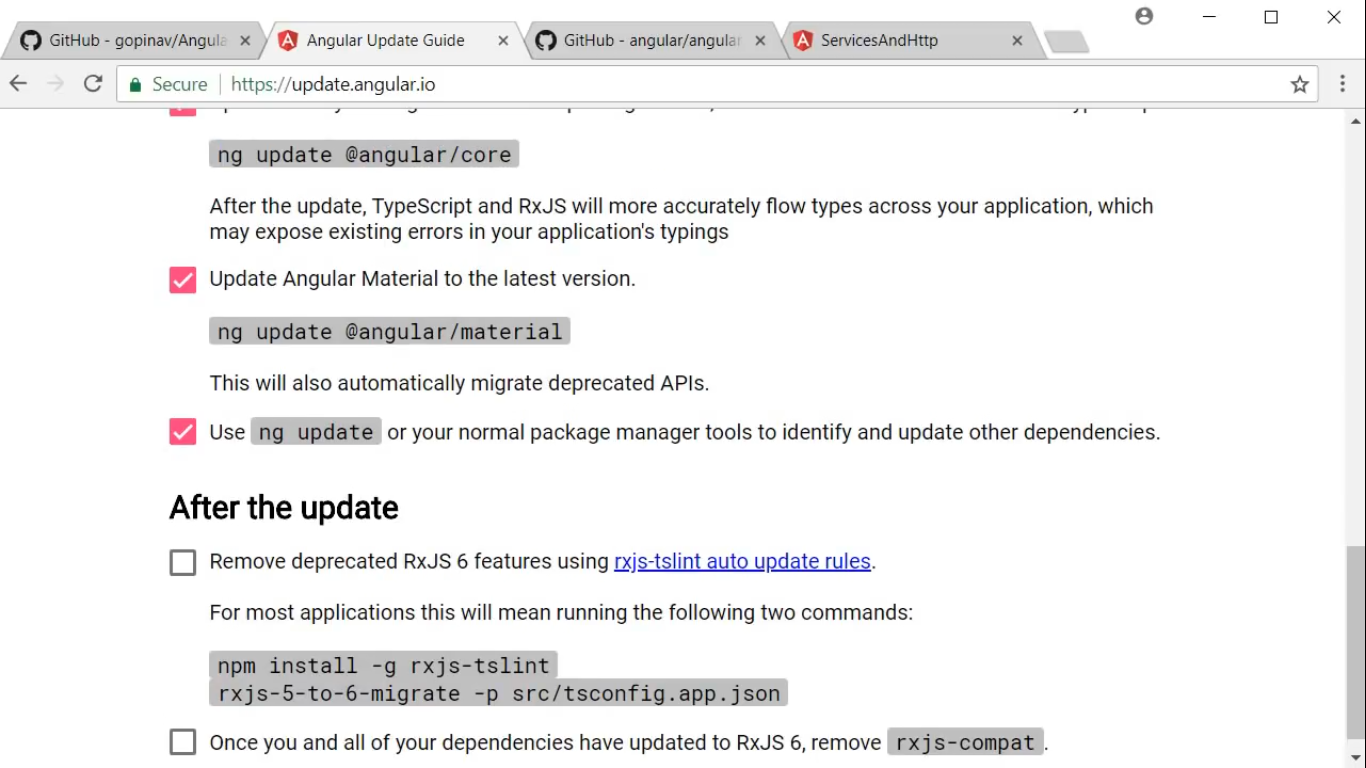 GitHub - gopinav/Angula
Angular Update Guide
GitHub - angular/angular
ServicesAndHttp
Secure https://update.angular.io
ng update @angular/core
After the update, TypeScript and RxJS will more accurately flow types across your application, which
may expose existing errors in your application's typings
Update Angular Material to the latest version.
ng update @angular/material
This will also automatically migrate deprecated APIs.
Use ng update or your normal package manager tools to identify and update other dependencies.
After the update
Remove deprecated RxJS 6 features using rxjs-tslint auto update rules.
For most applications this will mean running the following two commands:
npm install -g rxjs-tslint
rxjs-5-to-6-migrate -p src/tsconfig.app.json
Once you and all of your dependencies have updated to RxJS 6, remove rxjs-compat.